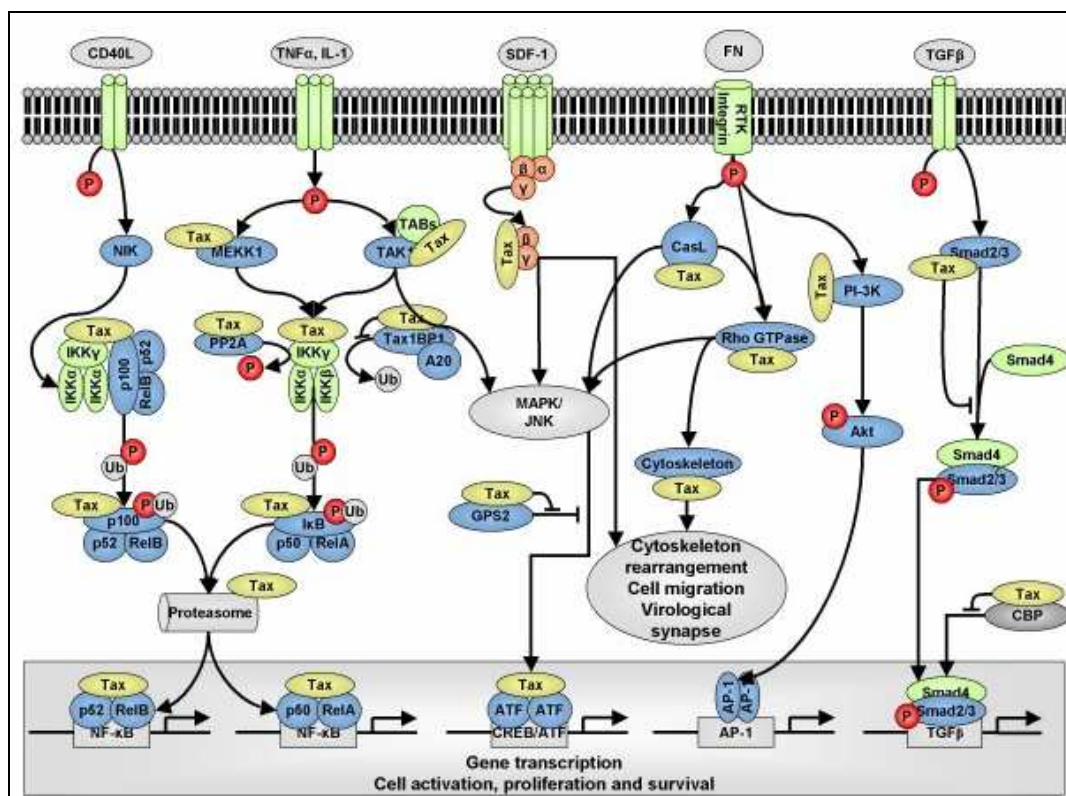 CD40L
TNFα, IL-1
SDF-1
FN
TGFβ
Integrin
RTK
β
α
γ
P
P
P
P
TABs
Tax
Tax
NIK
MEKK1
TAK
Tax
β
γ
CasL
Tax
Smad2/3
Tax
Tax
PI-3K
Tax
Tax
PP2A
P
Tax
IKKγ
IKKα
IKKα
p100
p52
RelB
IKKγ
IKKα
IKKβ
Tax
Tax1BP1
A20
Ub
Rho GTPase
Tax
Smad4
MAPK/
JNK
P
Akt
P
Ub
P
Ub
Cytoskeleton
Tax
Smad4
Smad2/3
P
Tax
P
Ub
p100
p52
RelB
Tax
P
Ub
IκB
p50
RelA
Tax
GPS2
Cytoskeleton
rearrangement
Cell migration
Virological
synapse
Proteasome
Tax
Tax
CBP
Tax
p52
RelB
NF-κB
Tax
p50
RelA
NF-κB
Tax
ATF
ATF
CREB/ATF
AP-1
AP-1
AP-1
Smad4
Smad2/3
P
TGFβ
Gene transcription
Cell activation, proliferation and survival